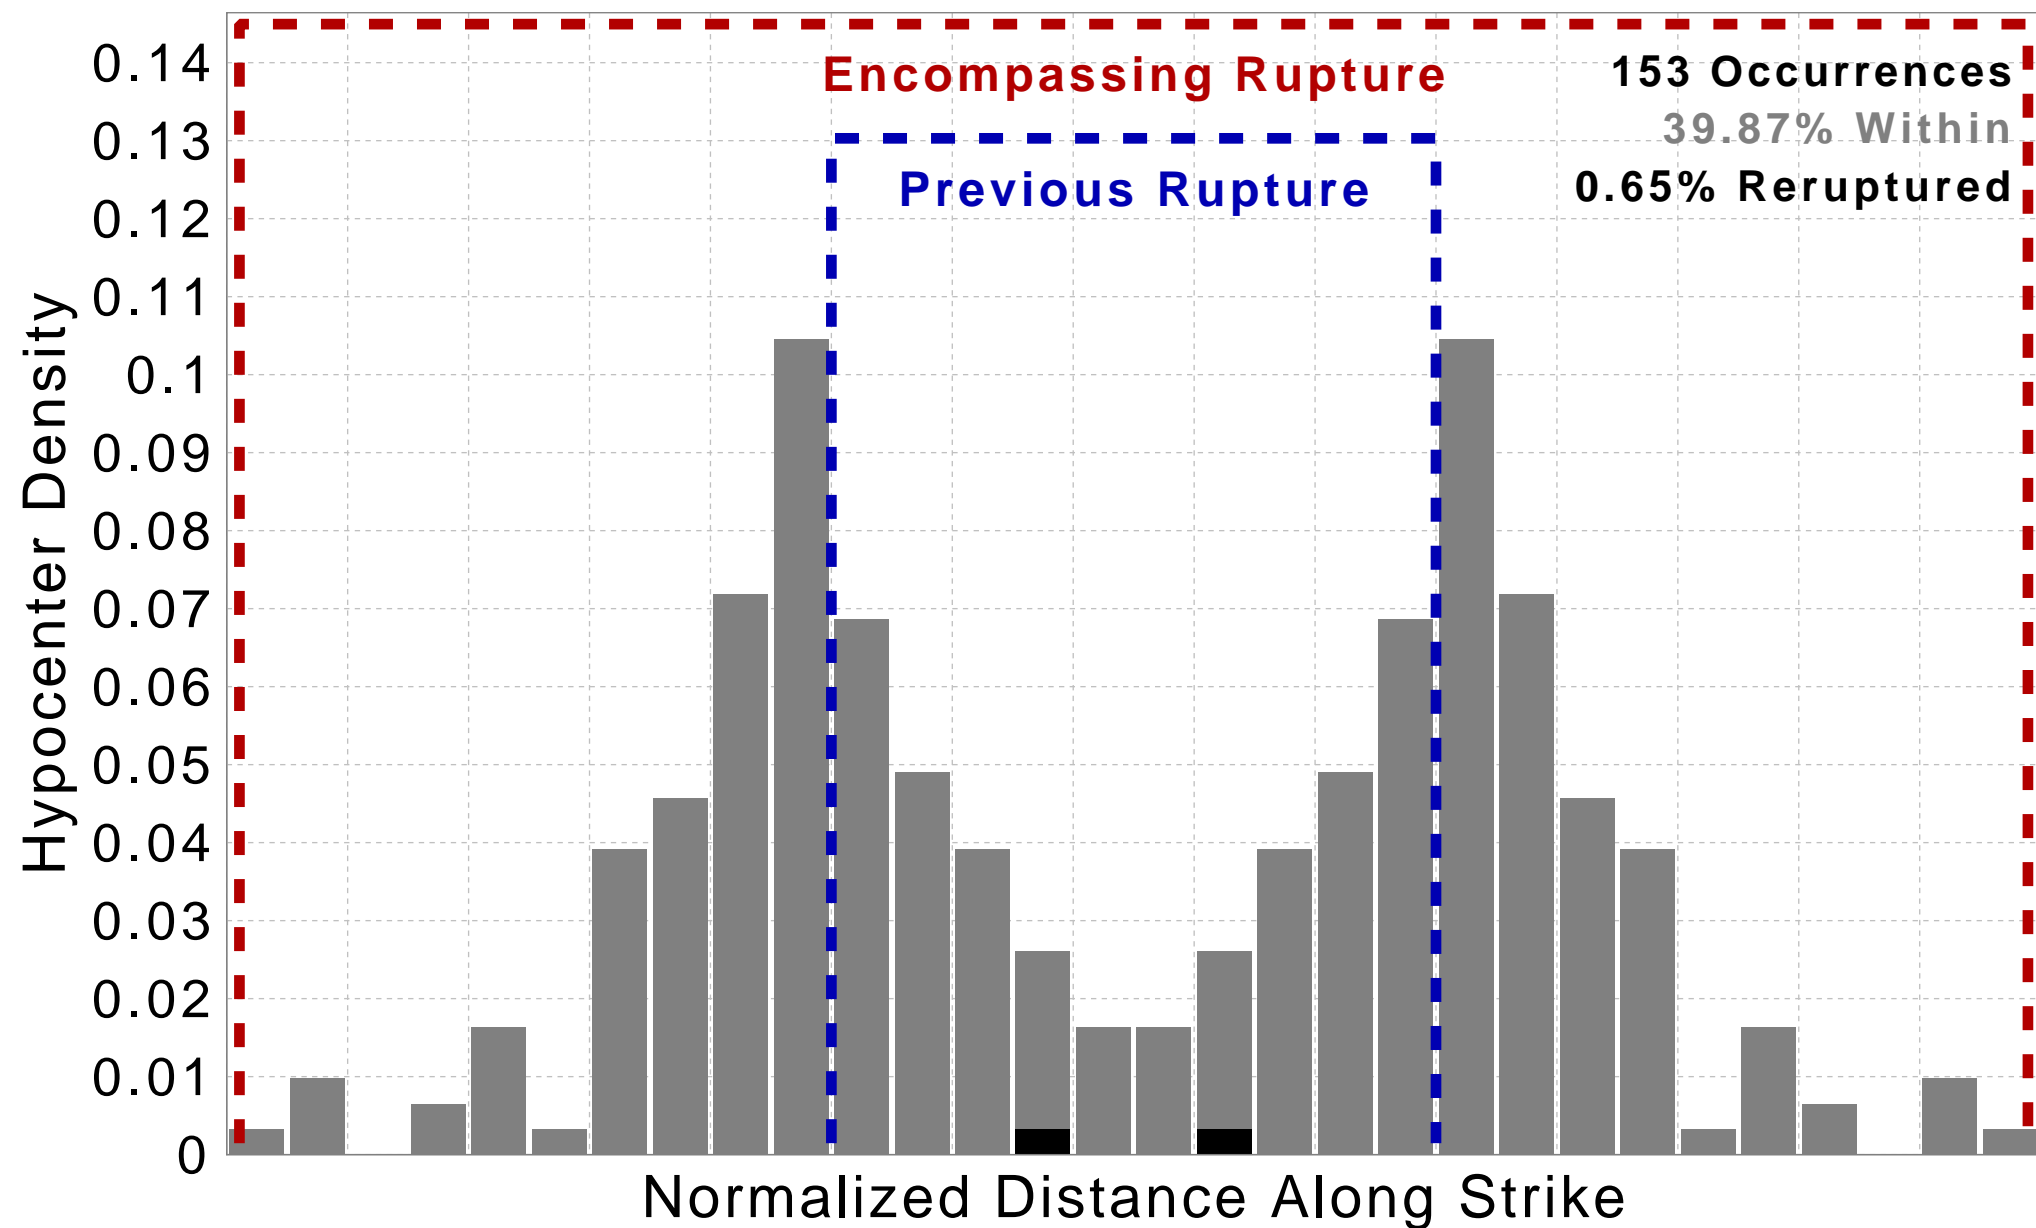 Encompassing Rupture
153 Occurrences
39.87% Within
Previous Rupture
0.65% Reruptured
Hypocenter Density
0.14
0.13
0.12
0.11
0.1
0.09
0.08
0.07
0.06
0.05
0.04
0.03
0.02
0.01
0
Normalized Distance Along Strike